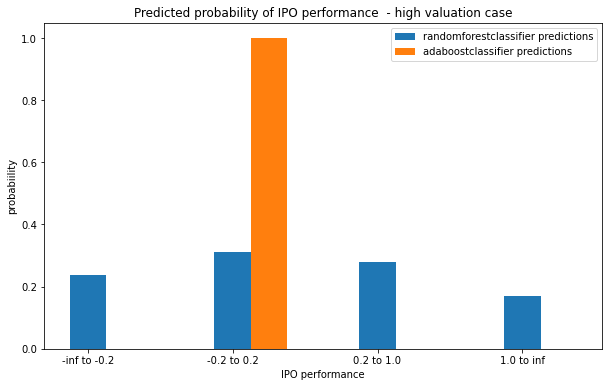 Predicted probability of IPO performance  - high valuation case
randomforestclassifier predictions
adaboostclassifier predictions
probability
1.0
0.8
0.6
0.4
0.2
0.0
-inf to -0.2
-0.2 to 0.2
0.2 to 1.0
1.0 to inf
IPO performance